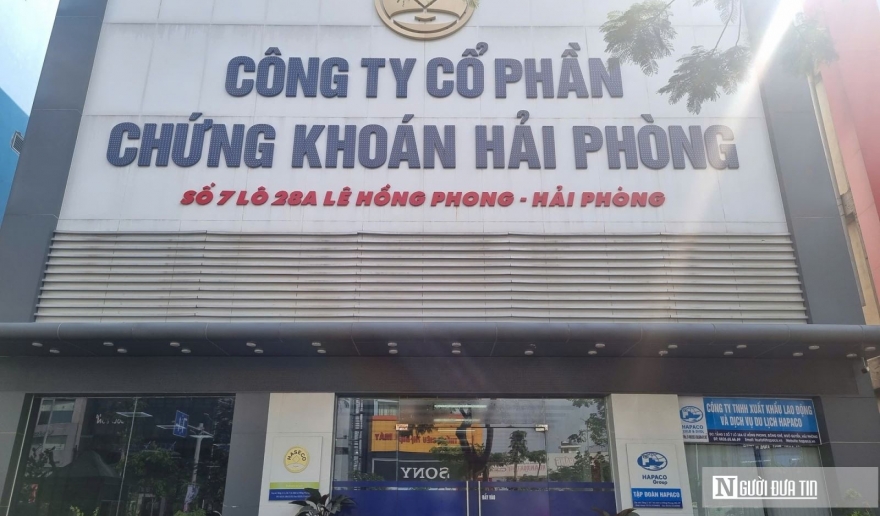 CÔNG TY CỔ PHẦN
CHỨNG KHOÁN HẢI PHÒNG
SỐ 7 LÔ 28A LÊ HỒNG PHONG - HẢI PHÒNG
CÔNG TY TNHH XUẤT KHẨU LAO ĐỘNG
VÀ DỊCH VỤ DU LỊCH HAPACO
HAPACO
HASECO
SONY
HAPACO
Group
TẬP ĐOÀN HAPACO
NGƯỜI ĐƯA TIN